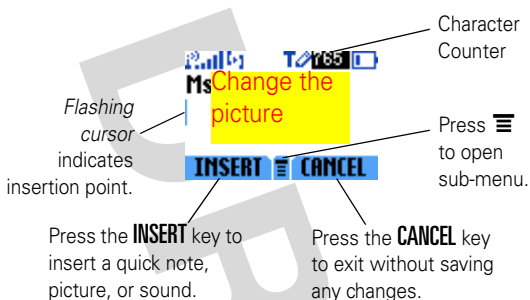 Character
Counter
T 765
Ms
Change the
picture
Flashing
cursor
indicates
insertion point.
Press
to open
sub-menu.
INSERT CANCEL
Press the INSERT key to
insert a quick note,
picture, or sound.
Press the CANCEL key
to exit without saving
any changes.